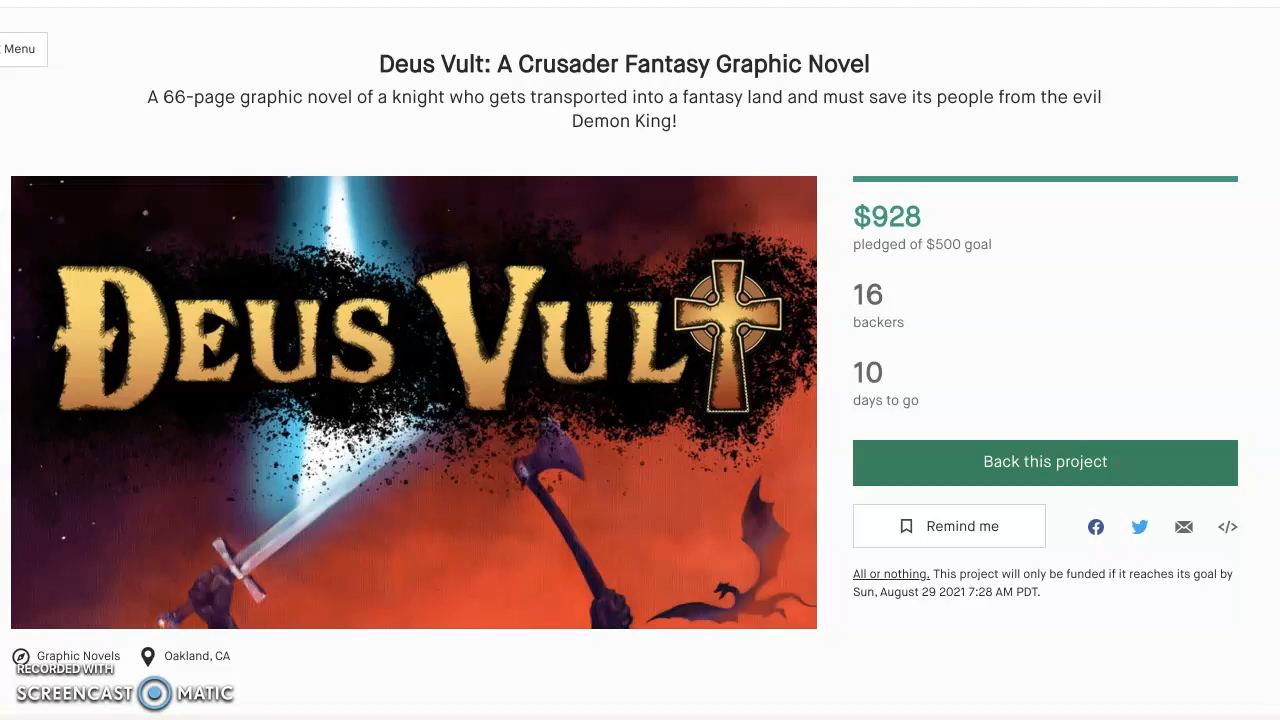 Menu
Deus Vult: A Crusader Fantasy Graphic Novel
A 66-page graphic novel of a knight who gets transported into a fantasy land and must save its people from the evil
Demon King!
DEUS VULT
$928
pledged of $500 goal
16
backers
10
days to go
Back this project
Remind me
</>
All or nothing. This project will only be funded if it reaches its goal by
Sun, August 29 2021 7:28 AM PDT.
Graphic Novels
Oakland, CA
RECORDED WITH
SCREENCAST MATIC